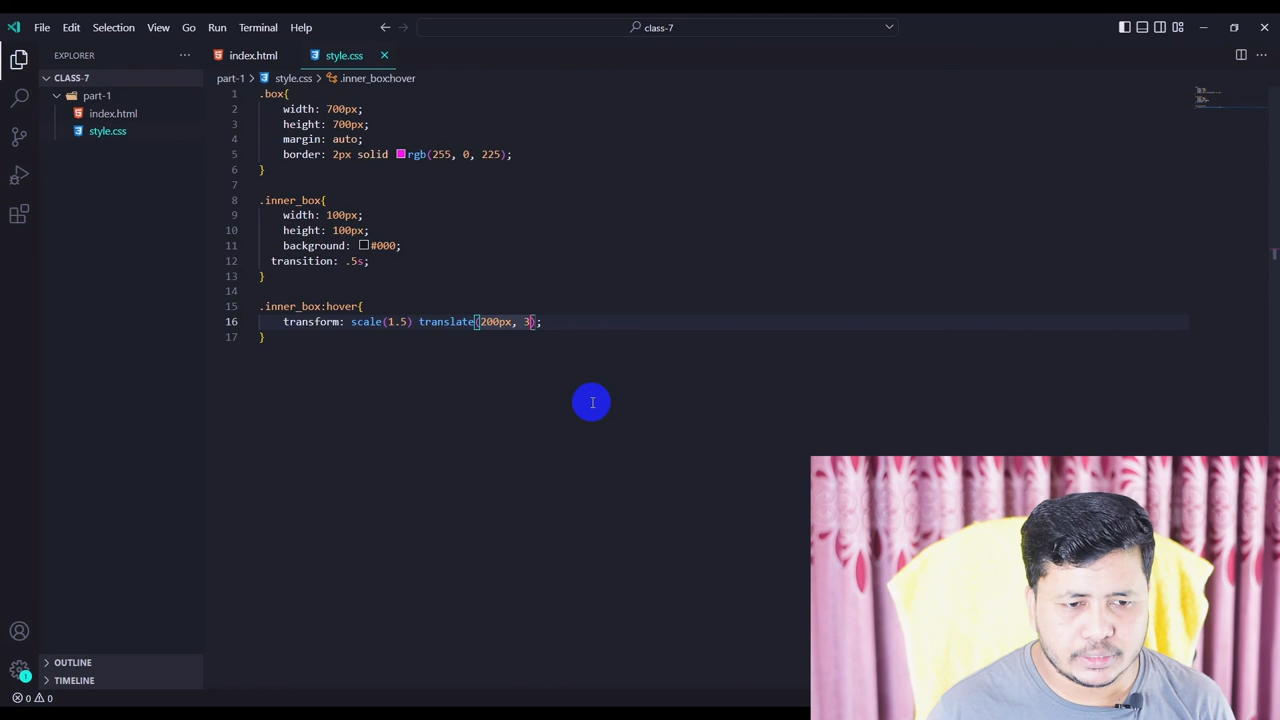 File Edit Selection View Go Run Terminal Help
class-7
EXPLORER
index.html
style.css
CLASS-7
part-1
index.html
style.css
part-1 > style.css > .inner_box:hover
1 .box{
2 width: 700px;
3 height: 700px;
4 margin: auto;
5 border: 2px solid rgb(255, 0, 225);
6 }
7
8 .inner_box{
9 width: 100px;
10 height: 100px;
11 background: #000;
12 transition: .5s;
13 }
14
15 .inner_box:hover{
16 transform: scale(1.5) translate(200px, 3);
17 }
OUTLINE
TIMELINE
1
0 0